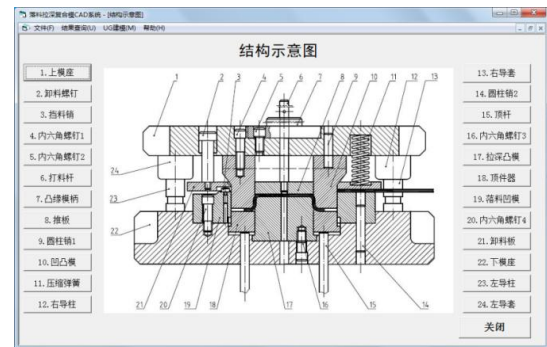 落料拉深复合模CAD系统 - [结构示意图]
文件(F) 结果查询(U) UG建模(M) 帮助(H)
结构示意图
1.上模座
2.卸料螺钉
3.挡料销
4.内六角螺钉1
5.内六角螺钉2
6.打料杆
7.凸缘模柄
8.推板
9.圆柱销1
10.凹凸模
11.压缩弹簧
12.右导柱
1 2 3 4 5 6 7 8 9 10 11 12 13
24
23
22
21 20 19 18 17 16 15 14
13.右导套
14.圆柱销2
15.顶杆
16.内六角螺钉3
17.拉深凸模
18.顶件器
19.落料凹模
20.内六角螺钉4
21.卸料板
22.下模座
23.左导柱
24.左导套
关闭